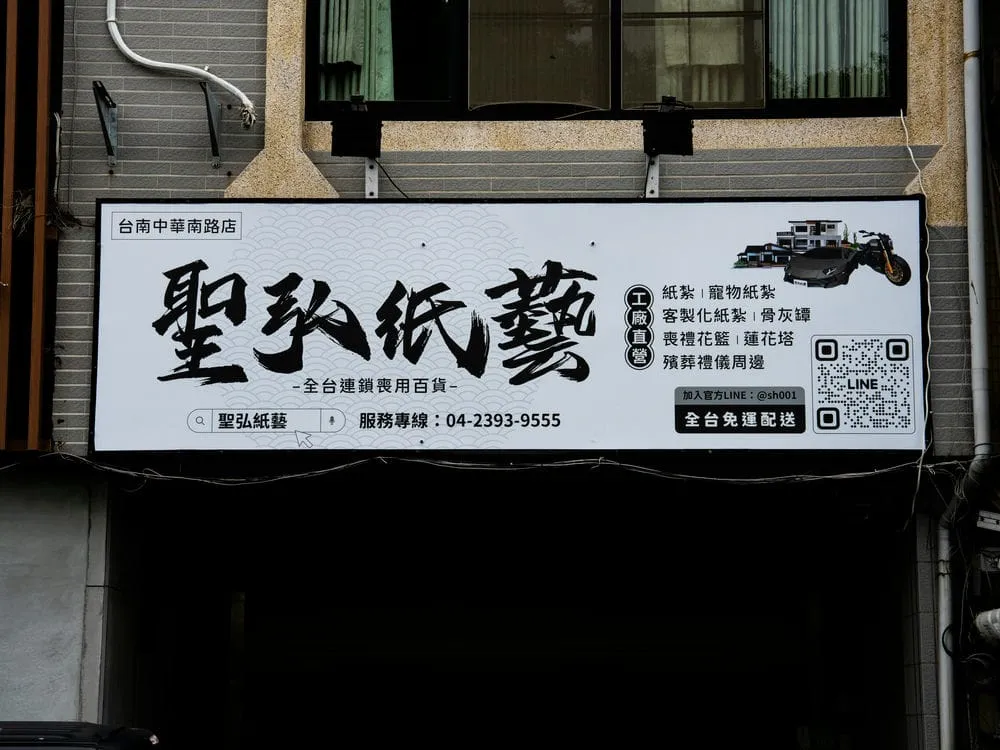 台南中華南路店
聖弘紙藝
–全台連鎖喪用百貨–
聖弘紙藝
服務專線：04-2393-9555
工廠直營
紙紮 | 寵物紙紮
客製化紙紮 | 骨灰罈
喪禮花籃 | 蓮花塔
殯葬禮儀周邊
加入官方LINE：@sh001
全台免運配送
LINE